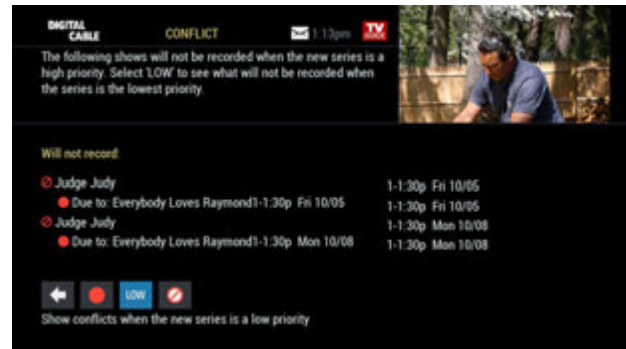 DIGITAL CABLE CONFLICT 1:13pm TV GUIDE
The following shows will not be recorded when the new series is a
high priority. Select 'LOW' to see what will not be recorded when
the series is the lowest priority.
Will not record:
Judge Judy 1-1:30p Fri 10/05
Due to: Everybody Loves Raymond1-1:30p Fri 10/05 1-1:30p Fri 10/05
Judge Judy 1-1:30p Mon 10/08
Due to: Everybody Loves Raymond1-1:30p Mon 10/08 1-1:30p Mon 10/08
LOW
Show conflicts when the new series is a low priority